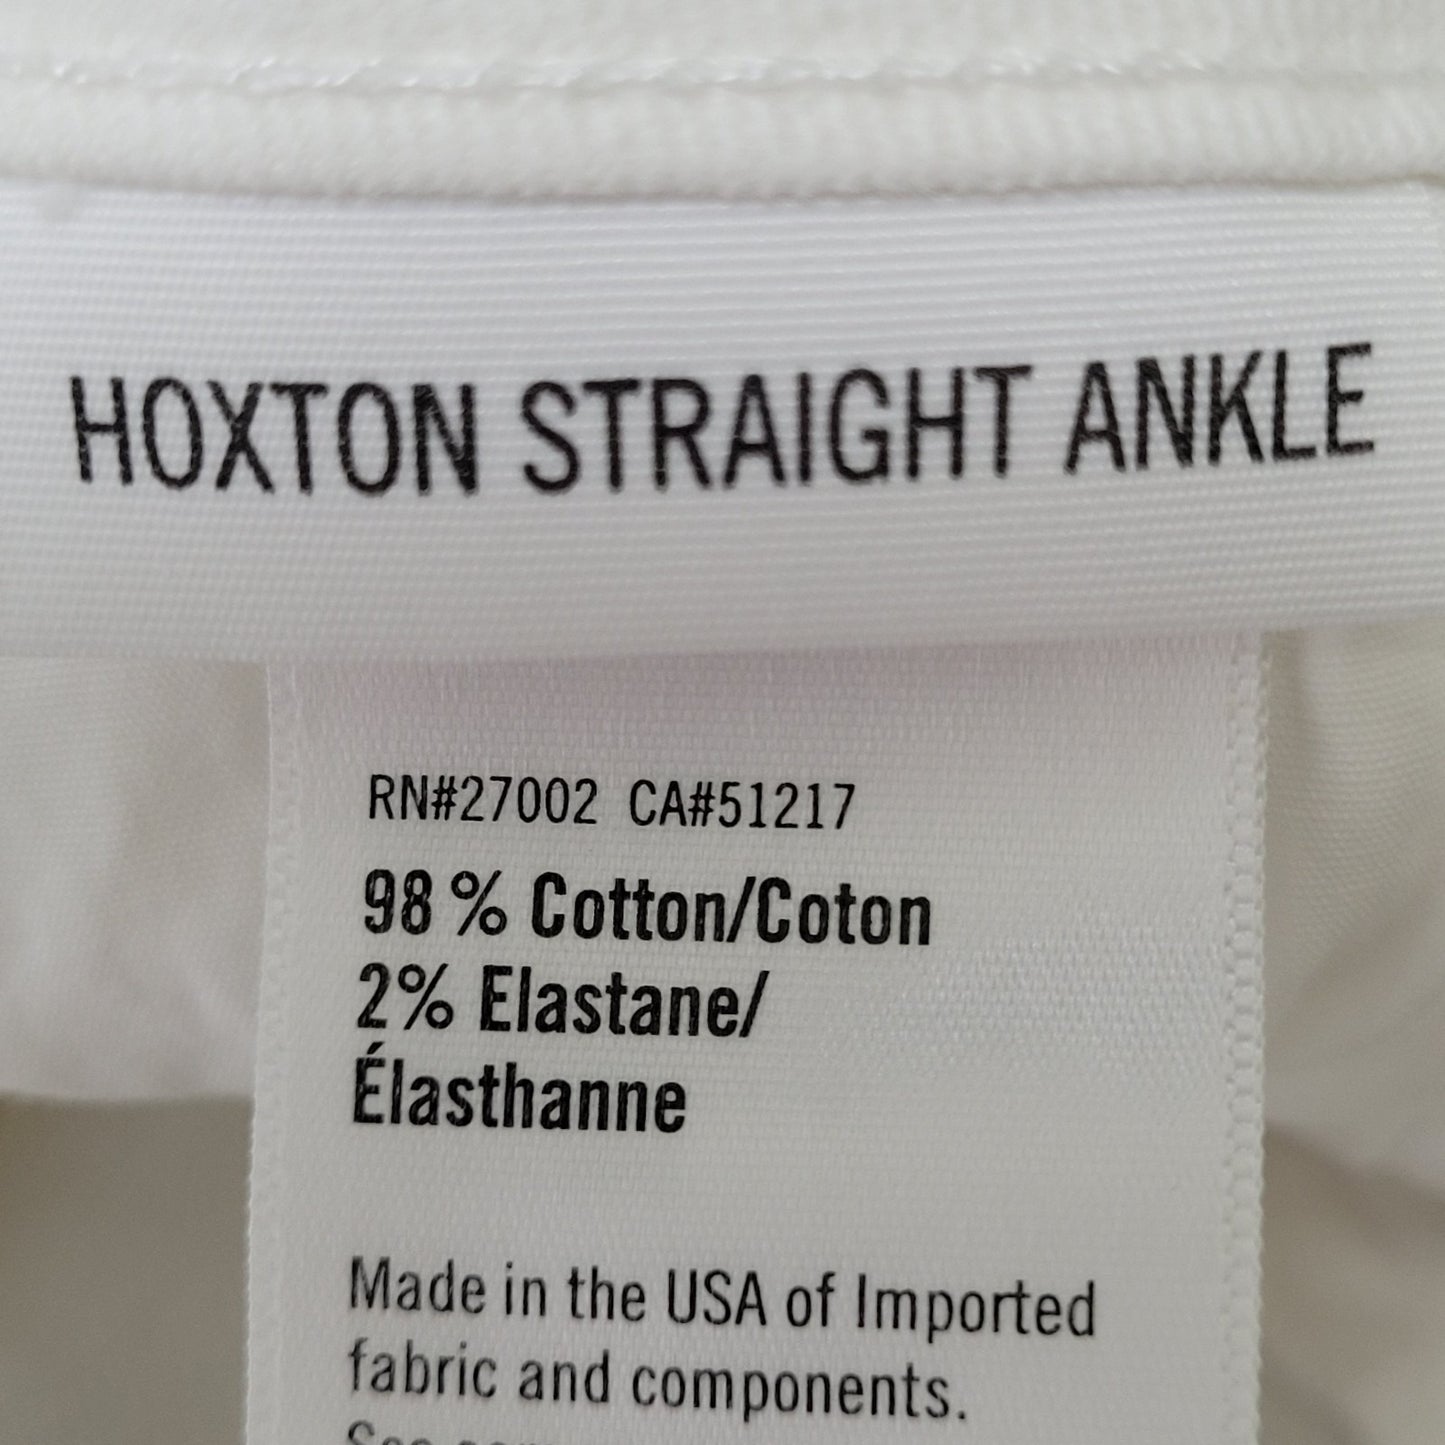 HOXTON STRAIGHT ANKLE
RN#27002 CA#51217
98% Cotton/Coton
2% Elastane/
Élasthanne
Made in the USA of Imported
fabric and components.